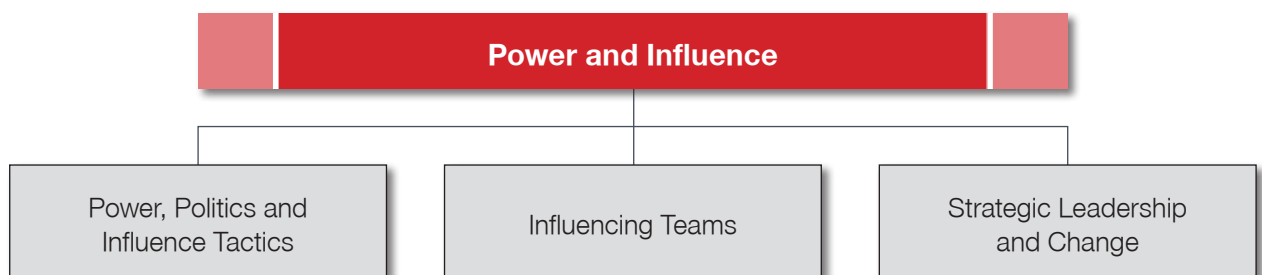 Power and Influence
Power, Politics and
Influence Tactics
Influencing Teams
Strategic Leadership
and Change